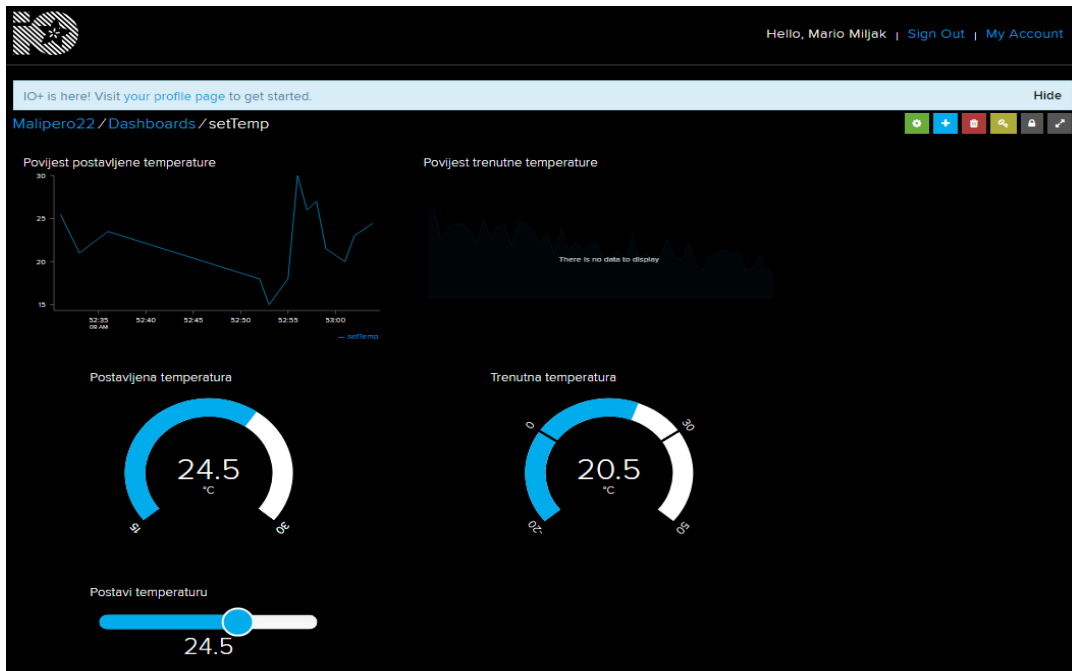 iO
Hello, Mario Miljak | Sign Out | My Account
IO+ is here! Visit your profile page to get started.
Hide
Malipero22 / Dashboards / setTemp
Povijest postavljene temperature
30
25
20
15
52:35
09 AM
52:40
52:45
52:50
52:55
53:00
setTemp
Povijest trenutne temperature
There is no data to display
Postavljena temperatura
24.5
°C
15
30
Trenutna temperatura
0
30
20.5
°C
-20
50
Postavi temperaturu
24.5